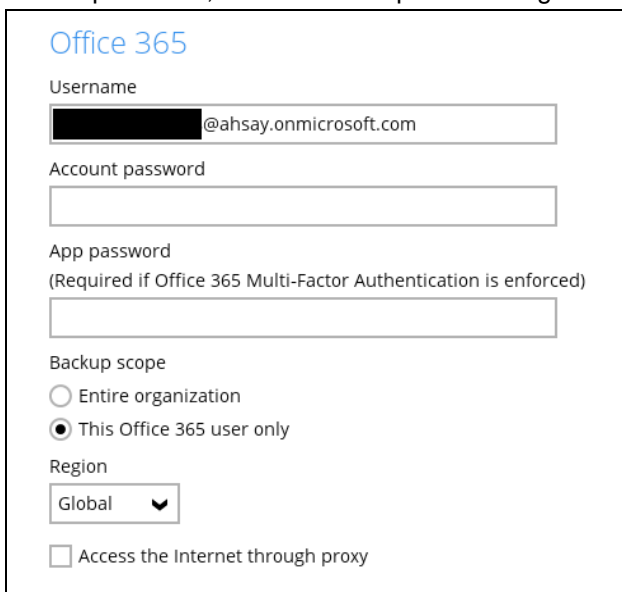 Office 365
Username
@ahsay.onmicrosoft.com
Account password
App password
(Required if Office 365 Multi-Factor Authentication is enforced)
Backup scope
Entire organization
This Office 365 user only
Region
Global
Access the Internet through proxy